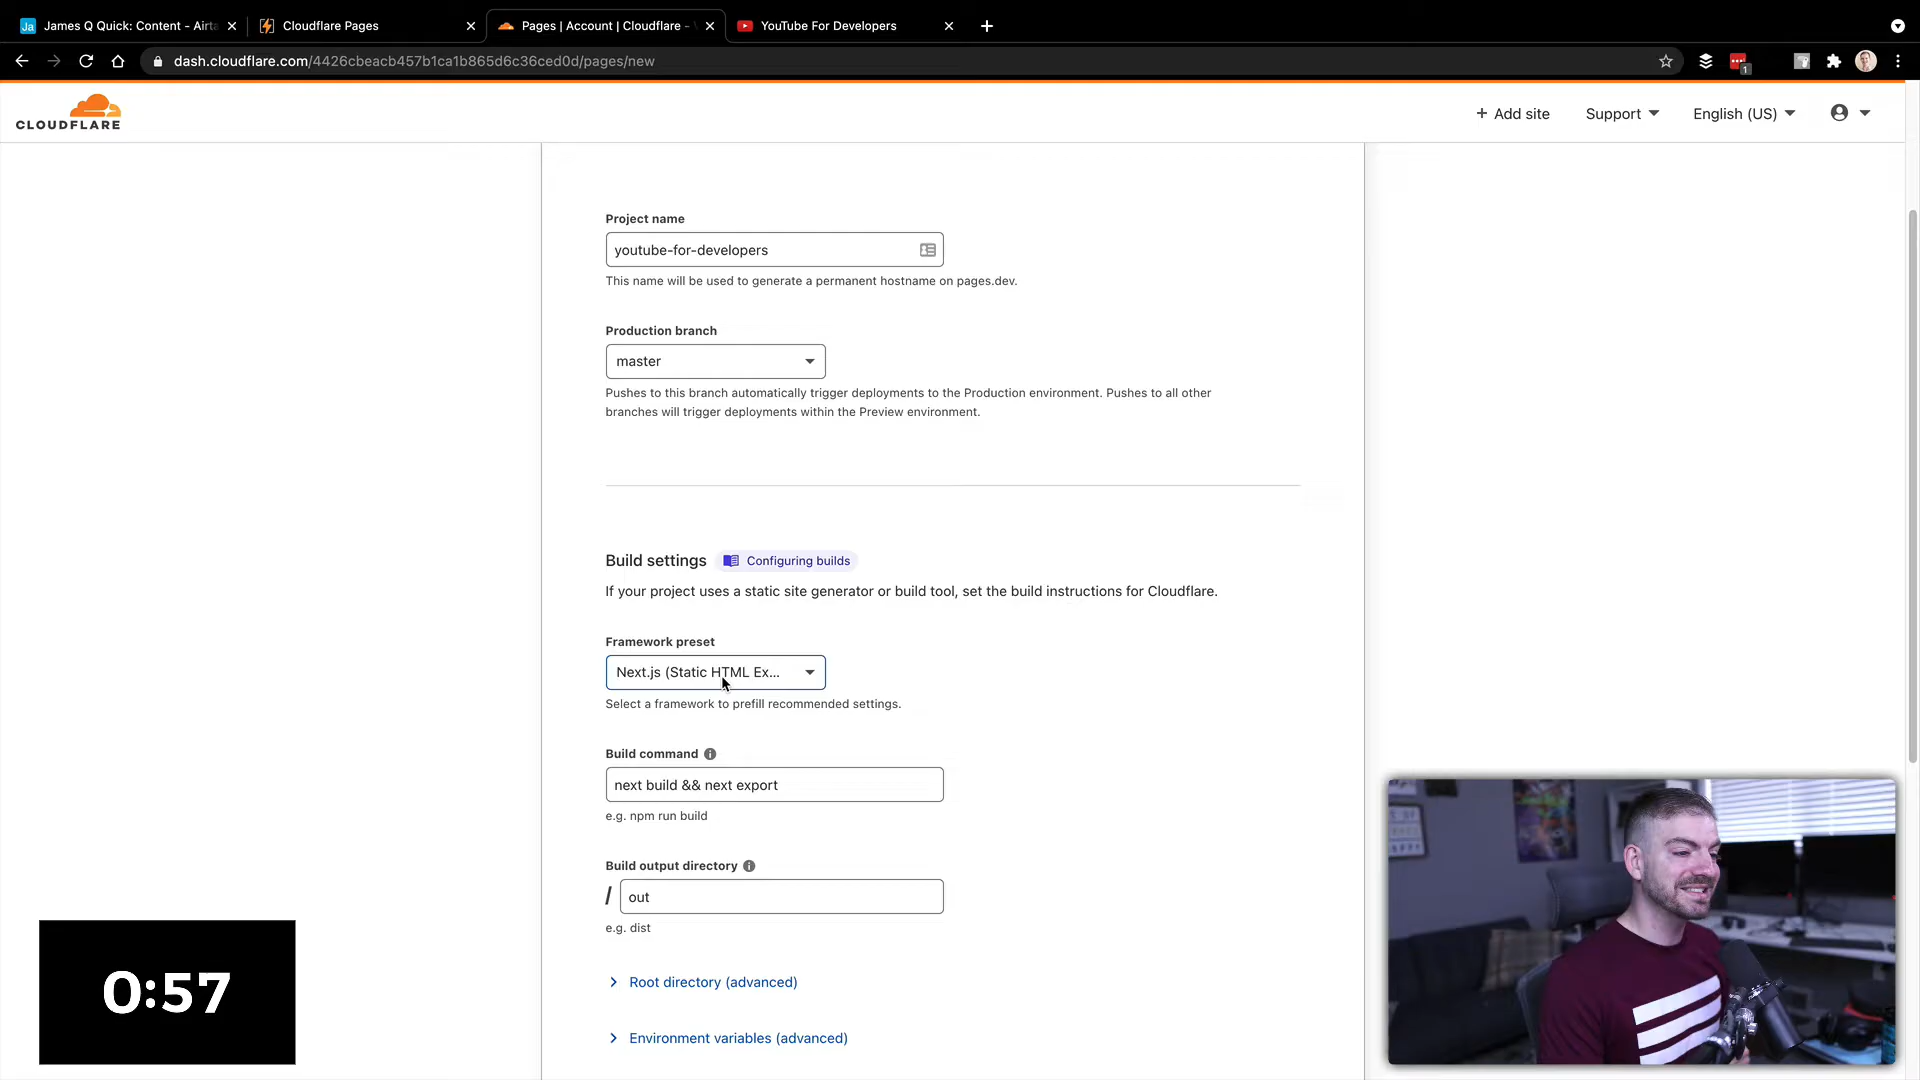 James Q Quick: Content - Airta
Cloudflare Pages
Pages | Account | Cloudflare -
YouTube For Developers
dash.cloudflare.com/4426cbeacb457b1ca1b865d6c36ced0d/pages/new
1
CLOUDFLARE
+ Add site
Support
English (US)
Project name
youtube-for-developers
This name will be used to generate a permanent hostname on pages.dev.
Production branch
master
Pushes to this branch automatically trigger deployments to the Production environment. Pushes to all other
branches will trigger deployments within the Preview environment.
Build settings
Configuring builds
If your project uses a static site generator or build tool, set the build instructions for Cloudflare.
Framework preset
Next.js (Static HTML Ex...
Select a framework to prefill recommended settings.
Build command
next build && next export
e.g. npm run build
Build output directory
/ out
e.g. dist
Root directory (advanced)
Environment variables (advanced)
0:57